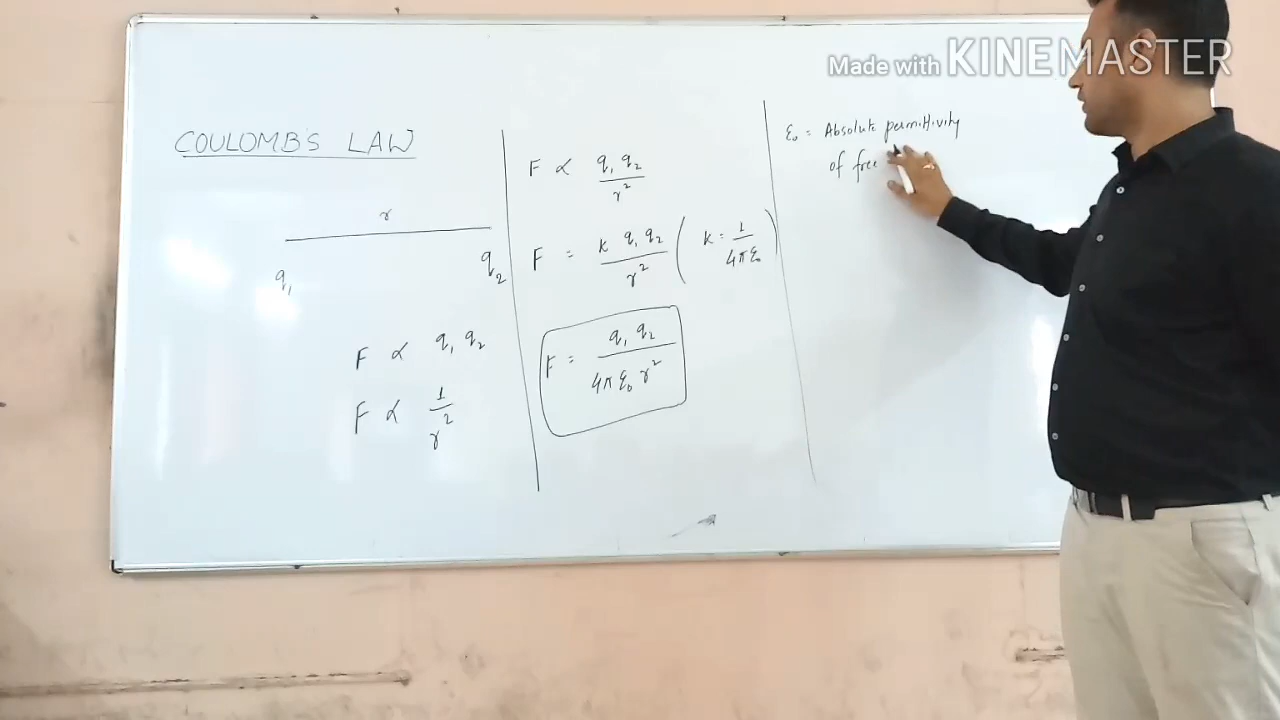 Made with KINEMASTER
COULOMB'S LAW
r
q₁ q₂
F ∝ q₁ q₂
F ∝ 1/r²
F ∝ q₁ q₂/r²
F = K q₁ q₂/r² (K = 1/4πε₀)
F = q₁ q₂/4πε₀ r²
ε₀ = Absolute permittivity
of free